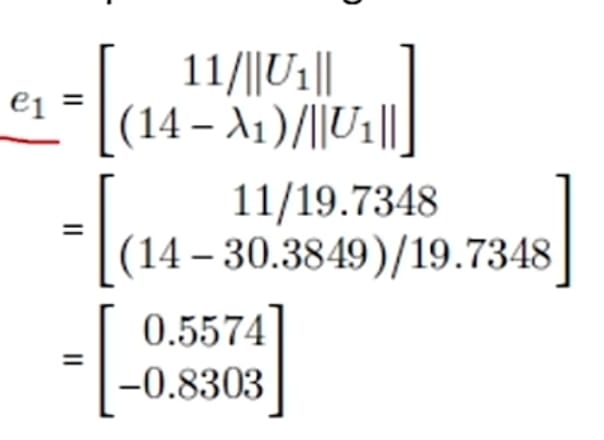 e₁ = [ 11/||U₁|| ]
[ (14 − λ₁)/||U₁|| ]
= [ 11/19.7348 ]
[ (14 − 30.3849)/19.7348 ]
= [ 0.5574 ]
[ −0.8303 ]